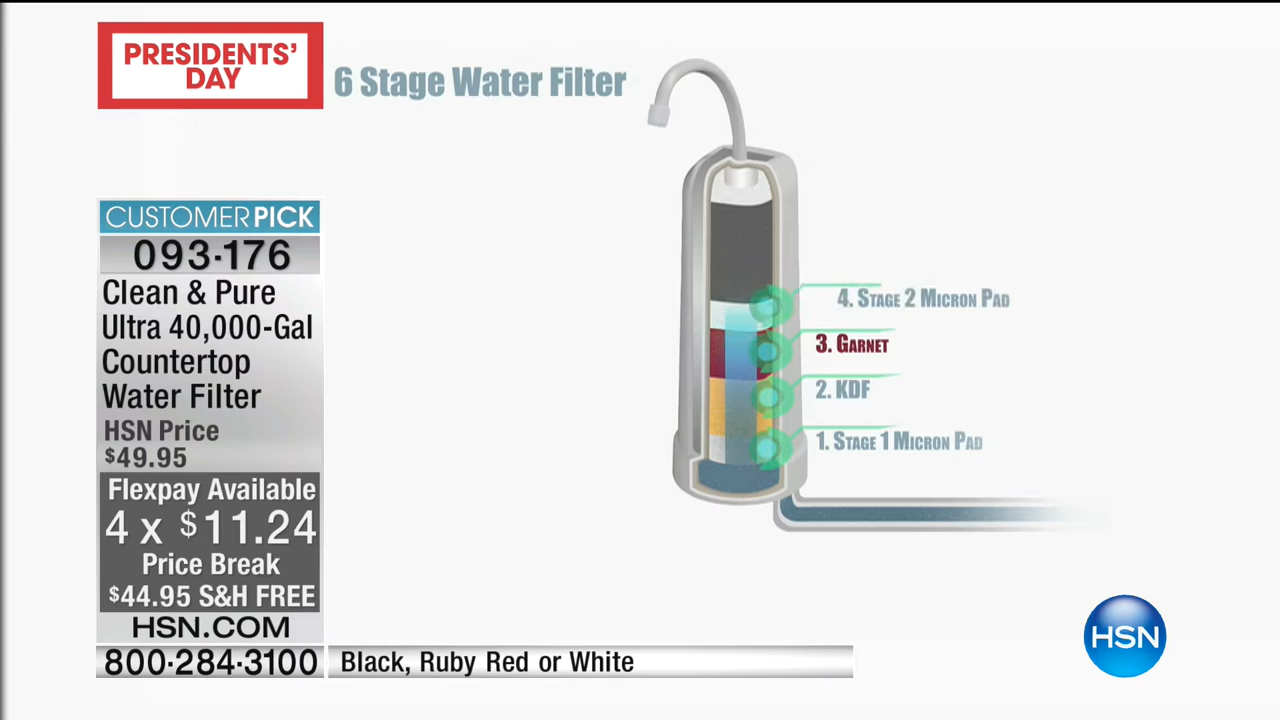 PRESIDENTS'
DAY
6 Stage Water Filter
CUSTOMER PICK
093·176
Clean & Pure
Ultra 40,000-Gal
Countertop
Water Filter
HSN Price
$49.95
Flexpay Available
4 x $11.24
Price Break
$44.95 S&H FREE
HSN.COM
800·284·3100
Black, Ruby Red or White
4. Stage 2 Micron Pad
3. Garnet
2. KDF
1. Stage 1 Micron Pad
HSN